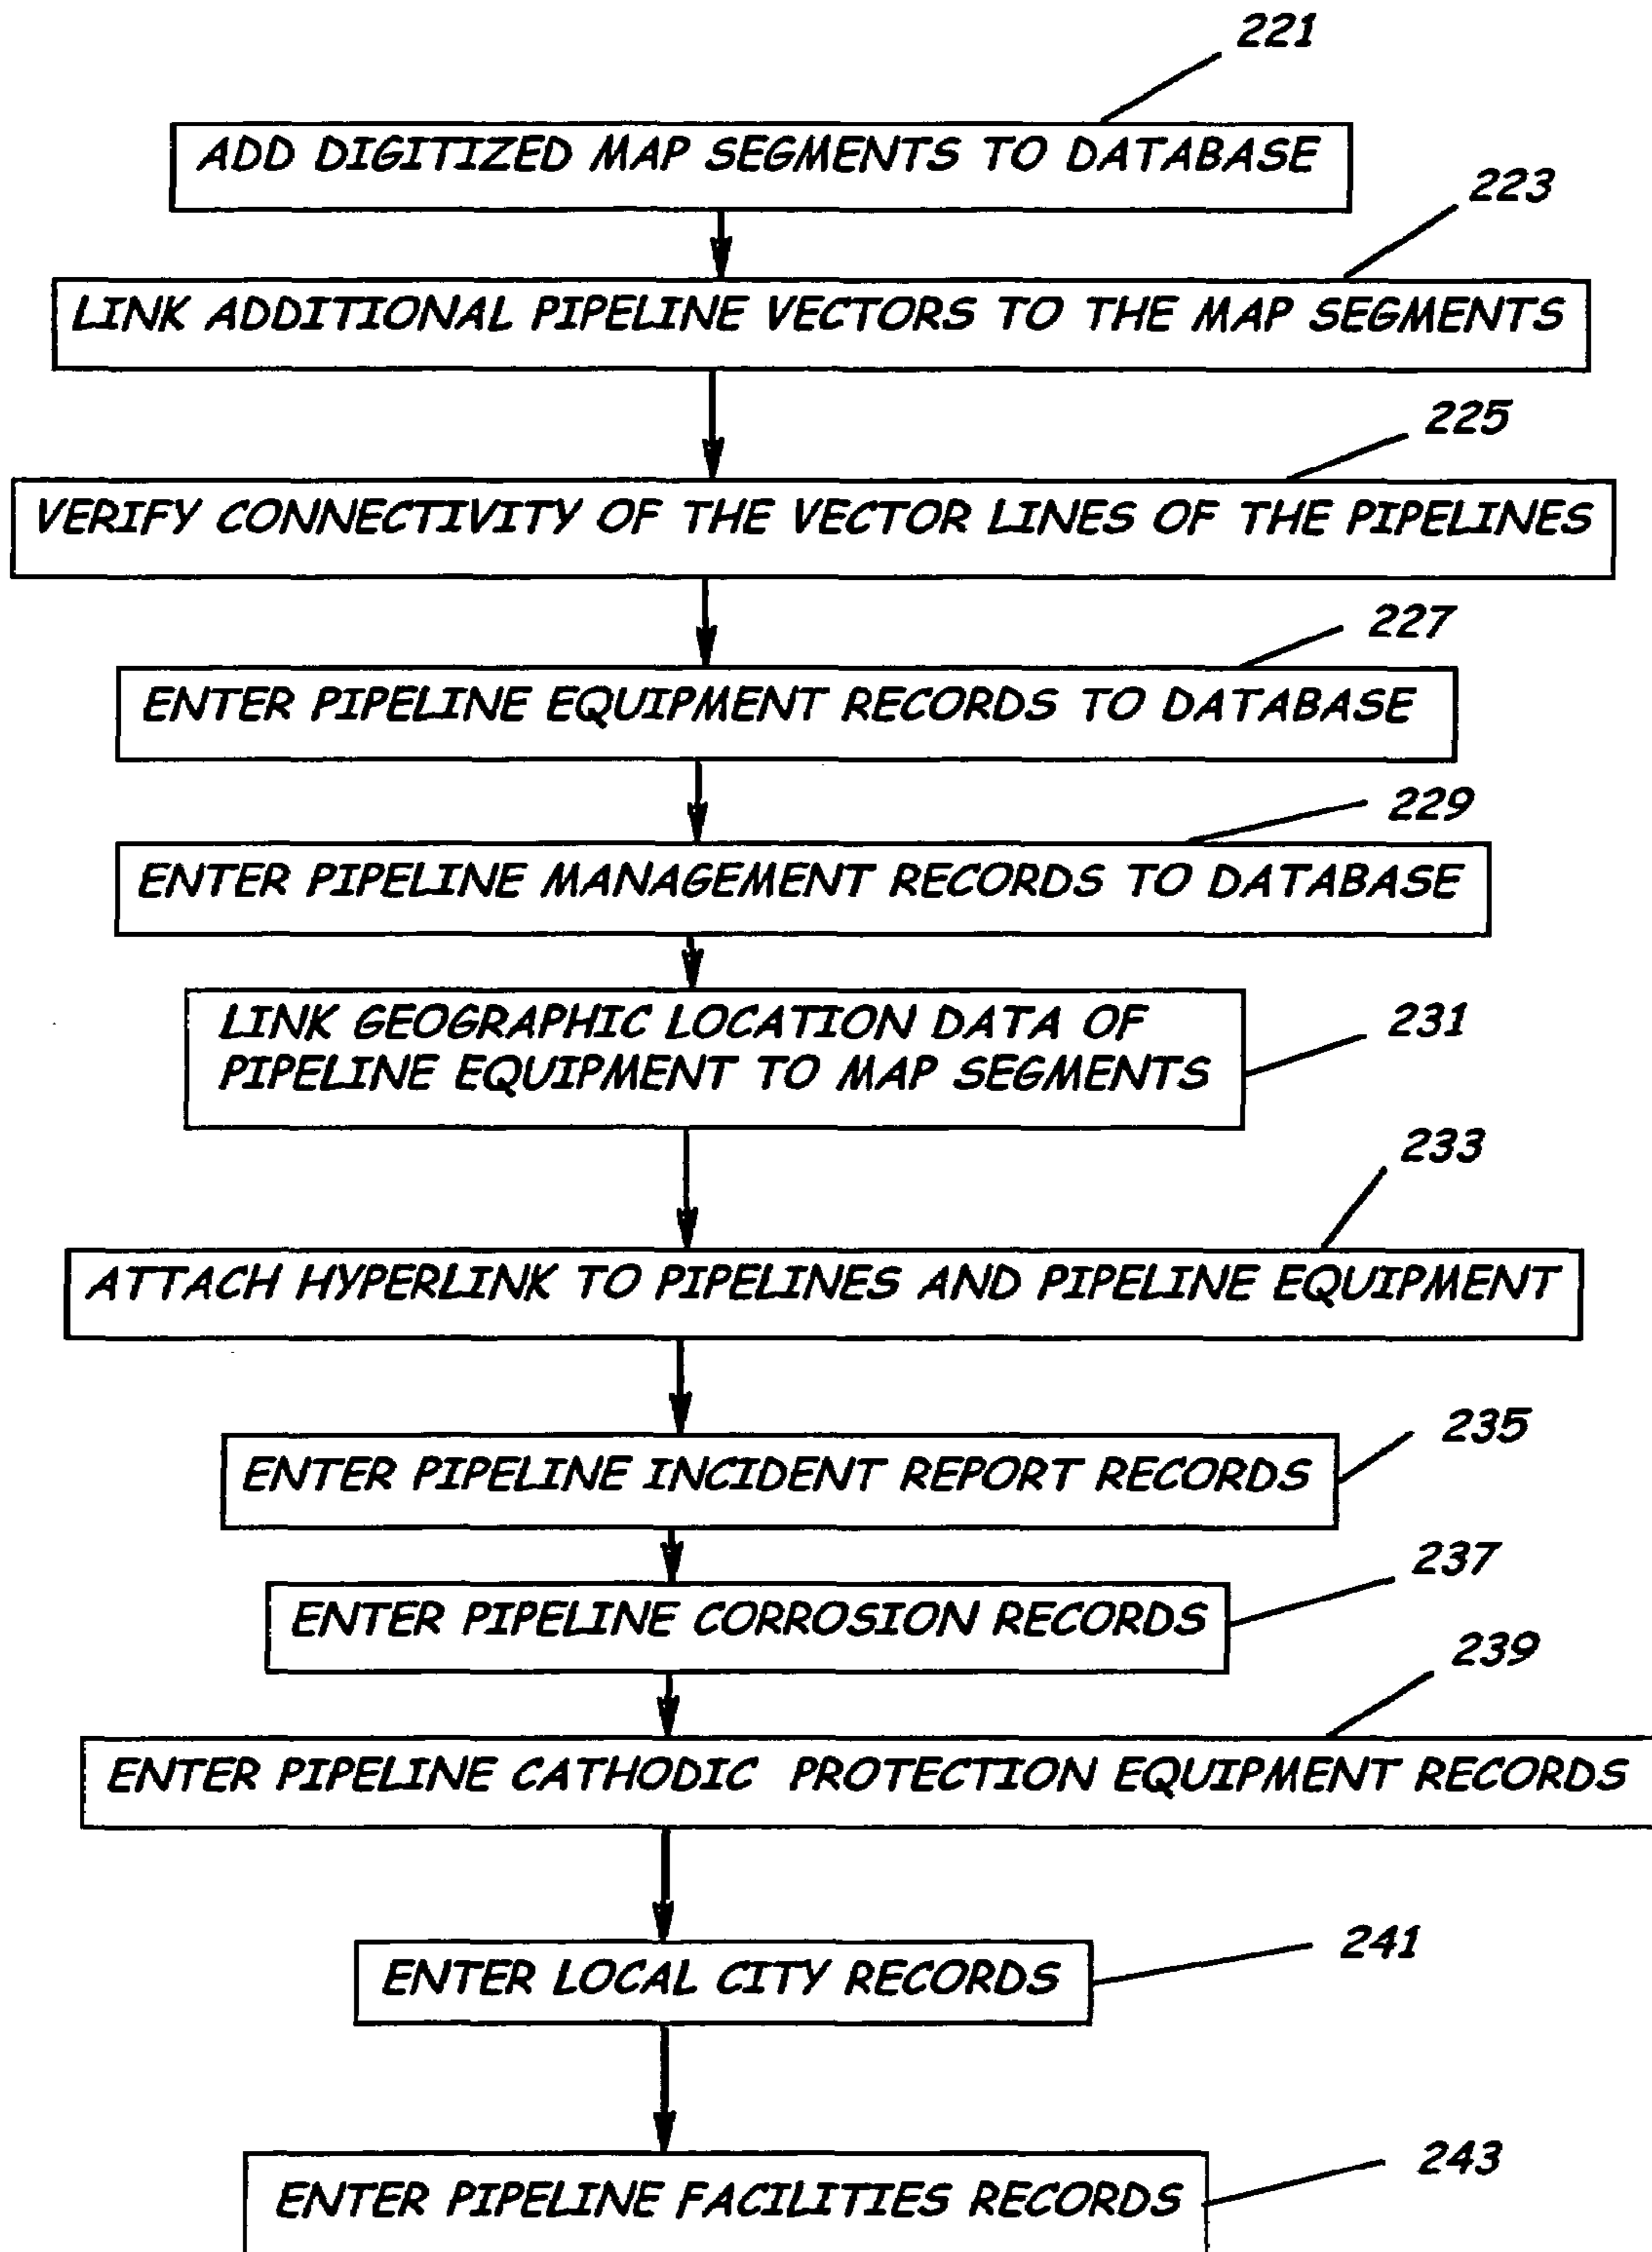 221
ADD DIGITIZED MAP SEGMENTS TO DATABASE
223
LINK ADDITIONAL PIPELINE VECTORS TO THE MAP SEGMENTS
225
VERIFY CONNECTIVITY OF THE VECTOR LINES OF THE PIPELINES
227
ENTER PIPELINE EQUIPMENT RECORDS TO DATABASE
229
ENTER PIPELINE MANAGEMENT RECORDS TO DATABASE
LINK GEOGRAPHIC LOCATION DATA OF
PIPELINE EQUIPMENT TO MAP SEGMENTS
231
233
ATTACH HYPERLINK TO PIPELINES AND PIPELINE EQUIPMENT
235
ENTER PIPELINE INCIDENT REPORT RECORDS
237
ENTER PIPELINE CORROSION RECORDS
239
ENTER PIPELINE CATHODIC PROTECTION EQUIPMENT RECORDS
241
ENTER LOCAL CITY RECORDS
243
ENTER PIPELINE FACILITIES RECORDS